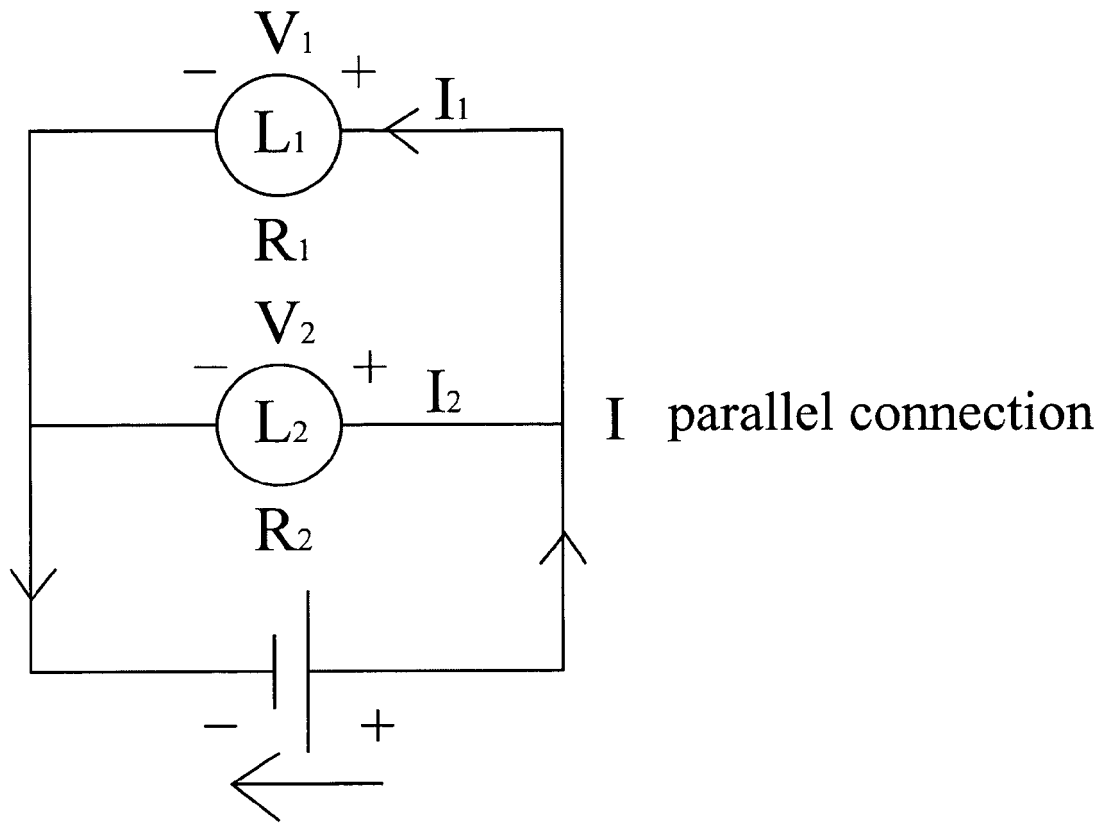 V₁
− +
I₁
L₁
R₁
V₂
− +
I₂
L₂
I parallel connection
R₂
− +